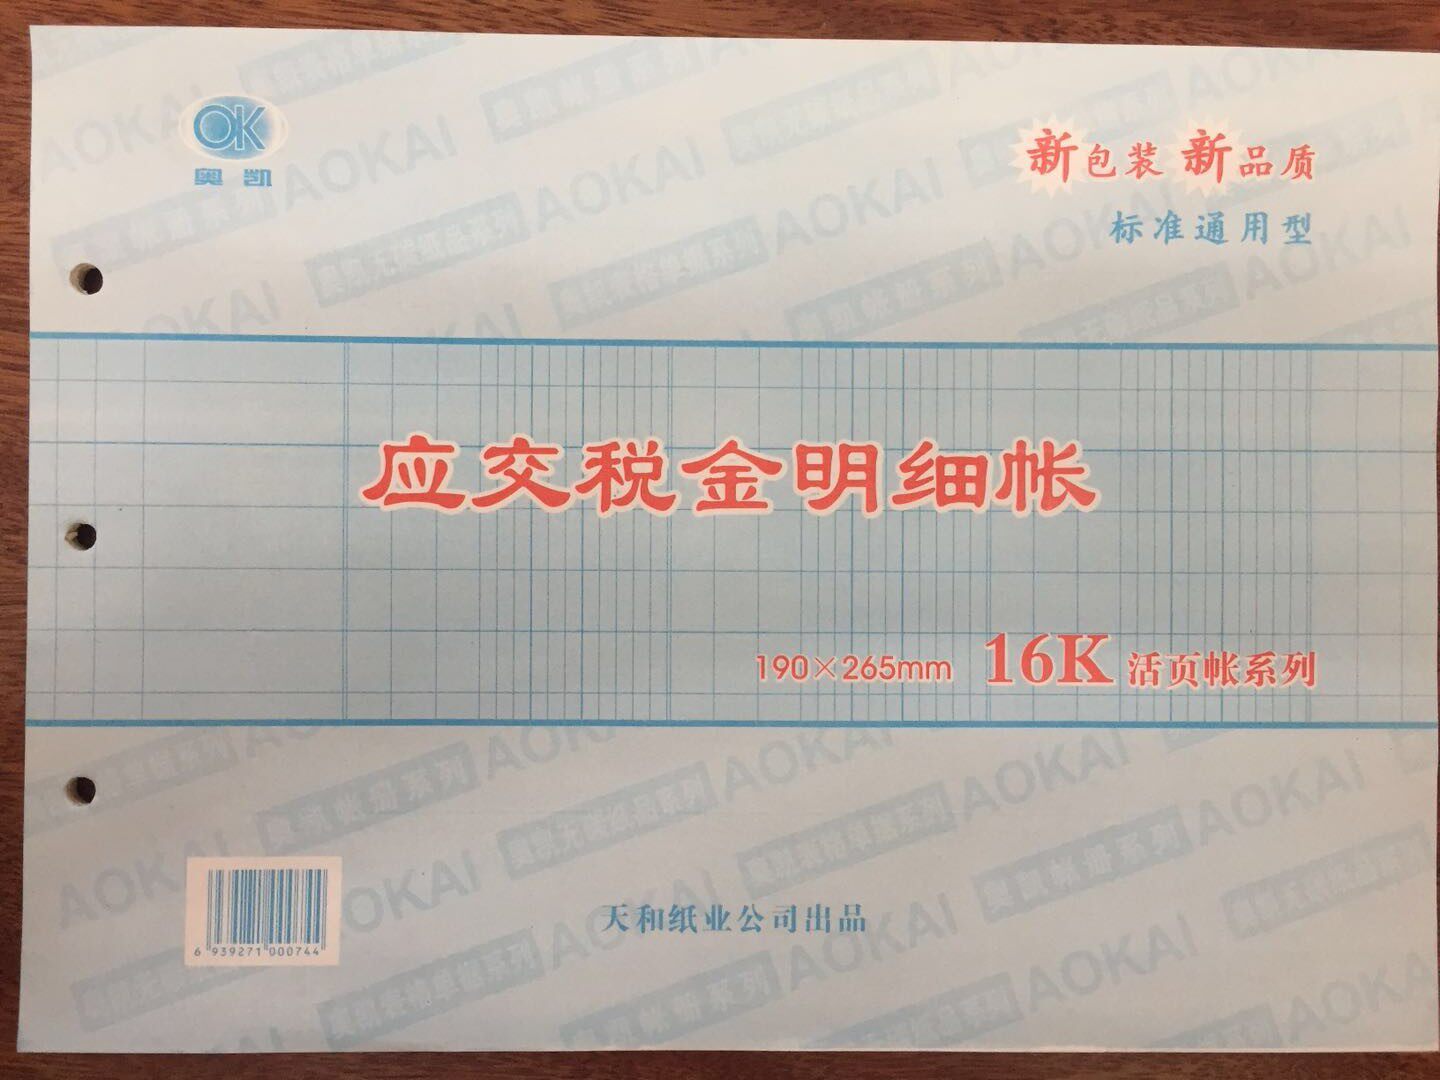 OK
奥凯
新包装 新品质
标准通用型
应交税金明细帐
190×265mm 16K 活页帐系列
天和纸业公司出品
6 939271 000744
AOKAI